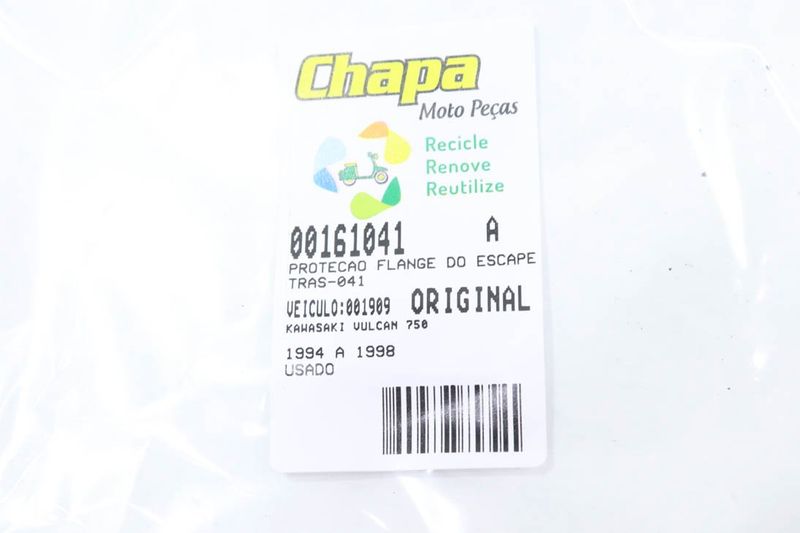 Chapa
Moto Peças
Recicle
Renove
Reutilize
00161041 A
PROTECAO FLANGE DO ESCAPE
TRAS-041
VEICULO:001909 ORIGINAL
KAWASAKI VULCAN 750
1994 A 1998
USADO